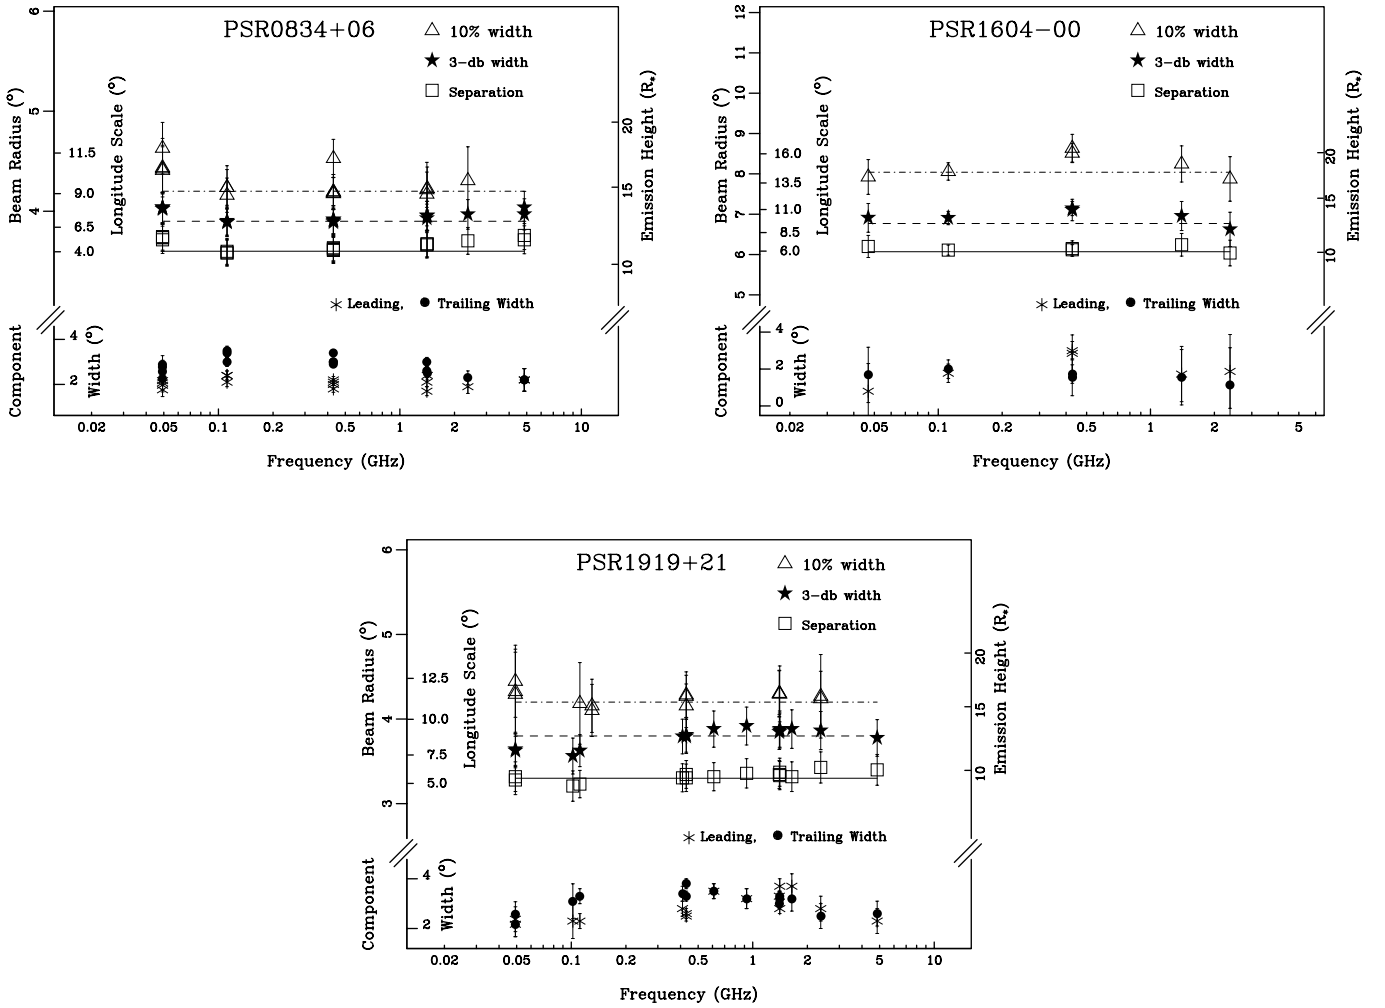 PSR0834+06
10% width
3-db width
Separation
Beam Radius (°)
6
5
4
Longitude Scale (°)
11.5
9.0
6.5
4.0
Emission Height (R*)
20
15
10
Leading, Trailing Width
Component
Width (°)
4
2
0.02 0.05 0.1 0.5 1 2 5 10
Frequency (GHz)
PSR1604−00
10% width
3-db width
Separation
Beam Radius (°)
12
11
10
9
8
7
6
5
Longitude Scale (°)
16.0
13.5
11.0
8.5
6.0
Emission Height (R*)
20
15
10
Leading, Trailing Width
Component
Width (°)
4
2
0
0.02 0.05 0.1 0.5 1 2 5
Frequency (GHz)
PSR1919+21
10% width
3-db width
Separation
Beam Radius (°)
6
5
4
3
Longitude Scale (°)
12.5
10.0
7.5
5.0
Emission Height (R*)
20
15
10
Leading, Trailing Width
Component
Width (°)
4
2
0.02 0.05 0.1 0.5 1 2 5 10
Frequency (GHz)